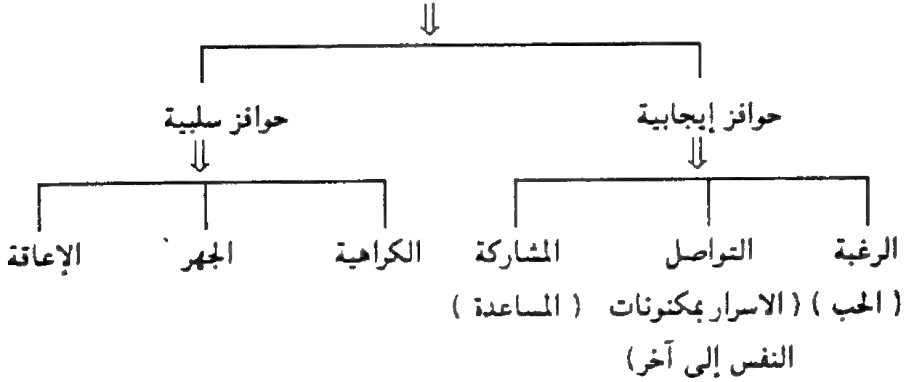 حوافز إيجابية حوافز سلبية
الرغبة التواصل المشاركة الكراهية الجهر الإعاقة
( الحب ) ( الاسرار بمكنونات ( المساعدة )
النفس إلى آخر)